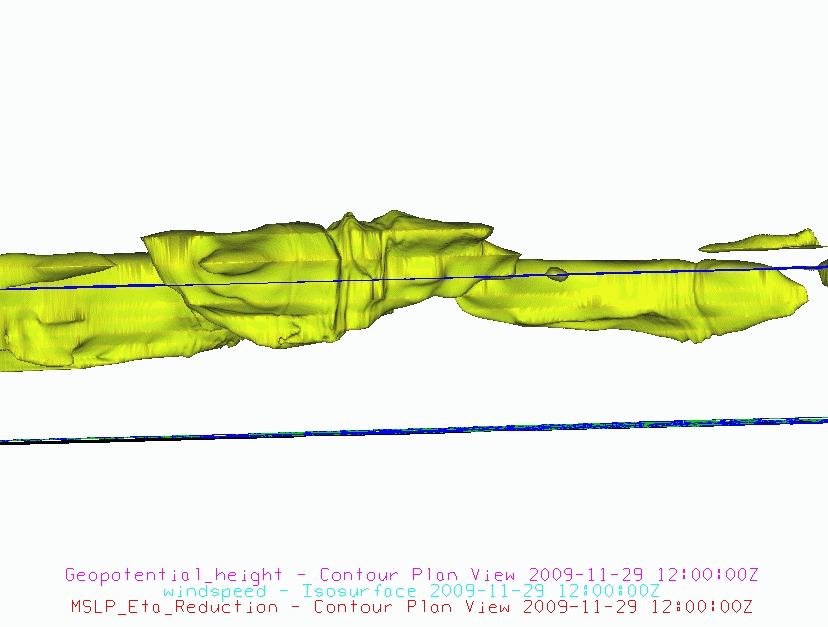 Geopotential_height - Contour Plan View 2009-11-29 12:00:00Z
windspeed - Isosurface 2009-11-29 12:00:00Z
MSLP_Eta_Reduction - Contour Plan View 2009-11-29 12:00:00Z